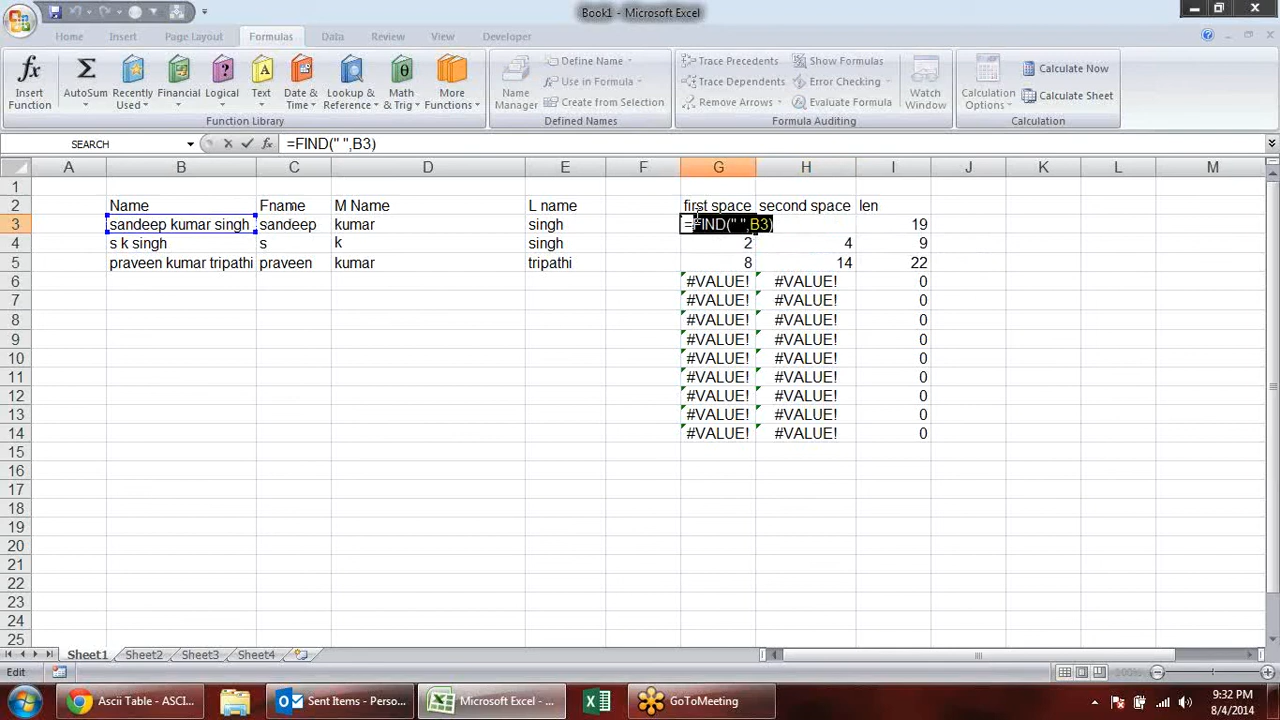 Book1 - Microsoft Excel
Home Insert Page Layout Formulas Data Review View Developer
Insert Function
AutoSum
Recently Used
Financial
Logical
Text
Date & Time
Lookup & Reference
Math & Trig
More Functions
Function Library
Name Manager
Define Name
Use in Formula
Create from Selection
Defined Names
Trace Precedents
Trace Dependents
Remove Arrows
Show Formulas
Error Checking
Evaluate Formula
Watch Window
Formula Auditing
Calculation Options
Calculate Now
Calculate Sheet
Calculation
SEARCH =FIND(" ",B3)
A B C D E F G H I J K L M
1
2 Name Fname M Name L name first space second space len
3 sandeep kumar singh sandeep kumar singh =FIND(" ",B3) 19
4 s k singh s k singh 2 4 9
5 praveen kumar tripathi praveen kumar tripathi 8 14 22
6 #VALUE! #VALUE! 0
7 #VALUE! #VALUE! 0
8 #VALUE! #VALUE! 0
9 #VALUE! #VALUE! 0
10 #VALUE! #VALUE! 0
11 #VALUE! #VALUE! 0
12 #VALUE! #VALUE! 0
13 #VALUE! #VALUE! 0
14 #VALUE! #VALUE! 0
15
16
17
18
19
20
21
22
23
24
25
Sheet1 Sheet2 Sheet3 Sheet4
Edit 100%
Ascii Table - ASCI... Sent Items - Perso... Microsoft Excel - ... GoToMeeting
9:32 PM
8/4/2014